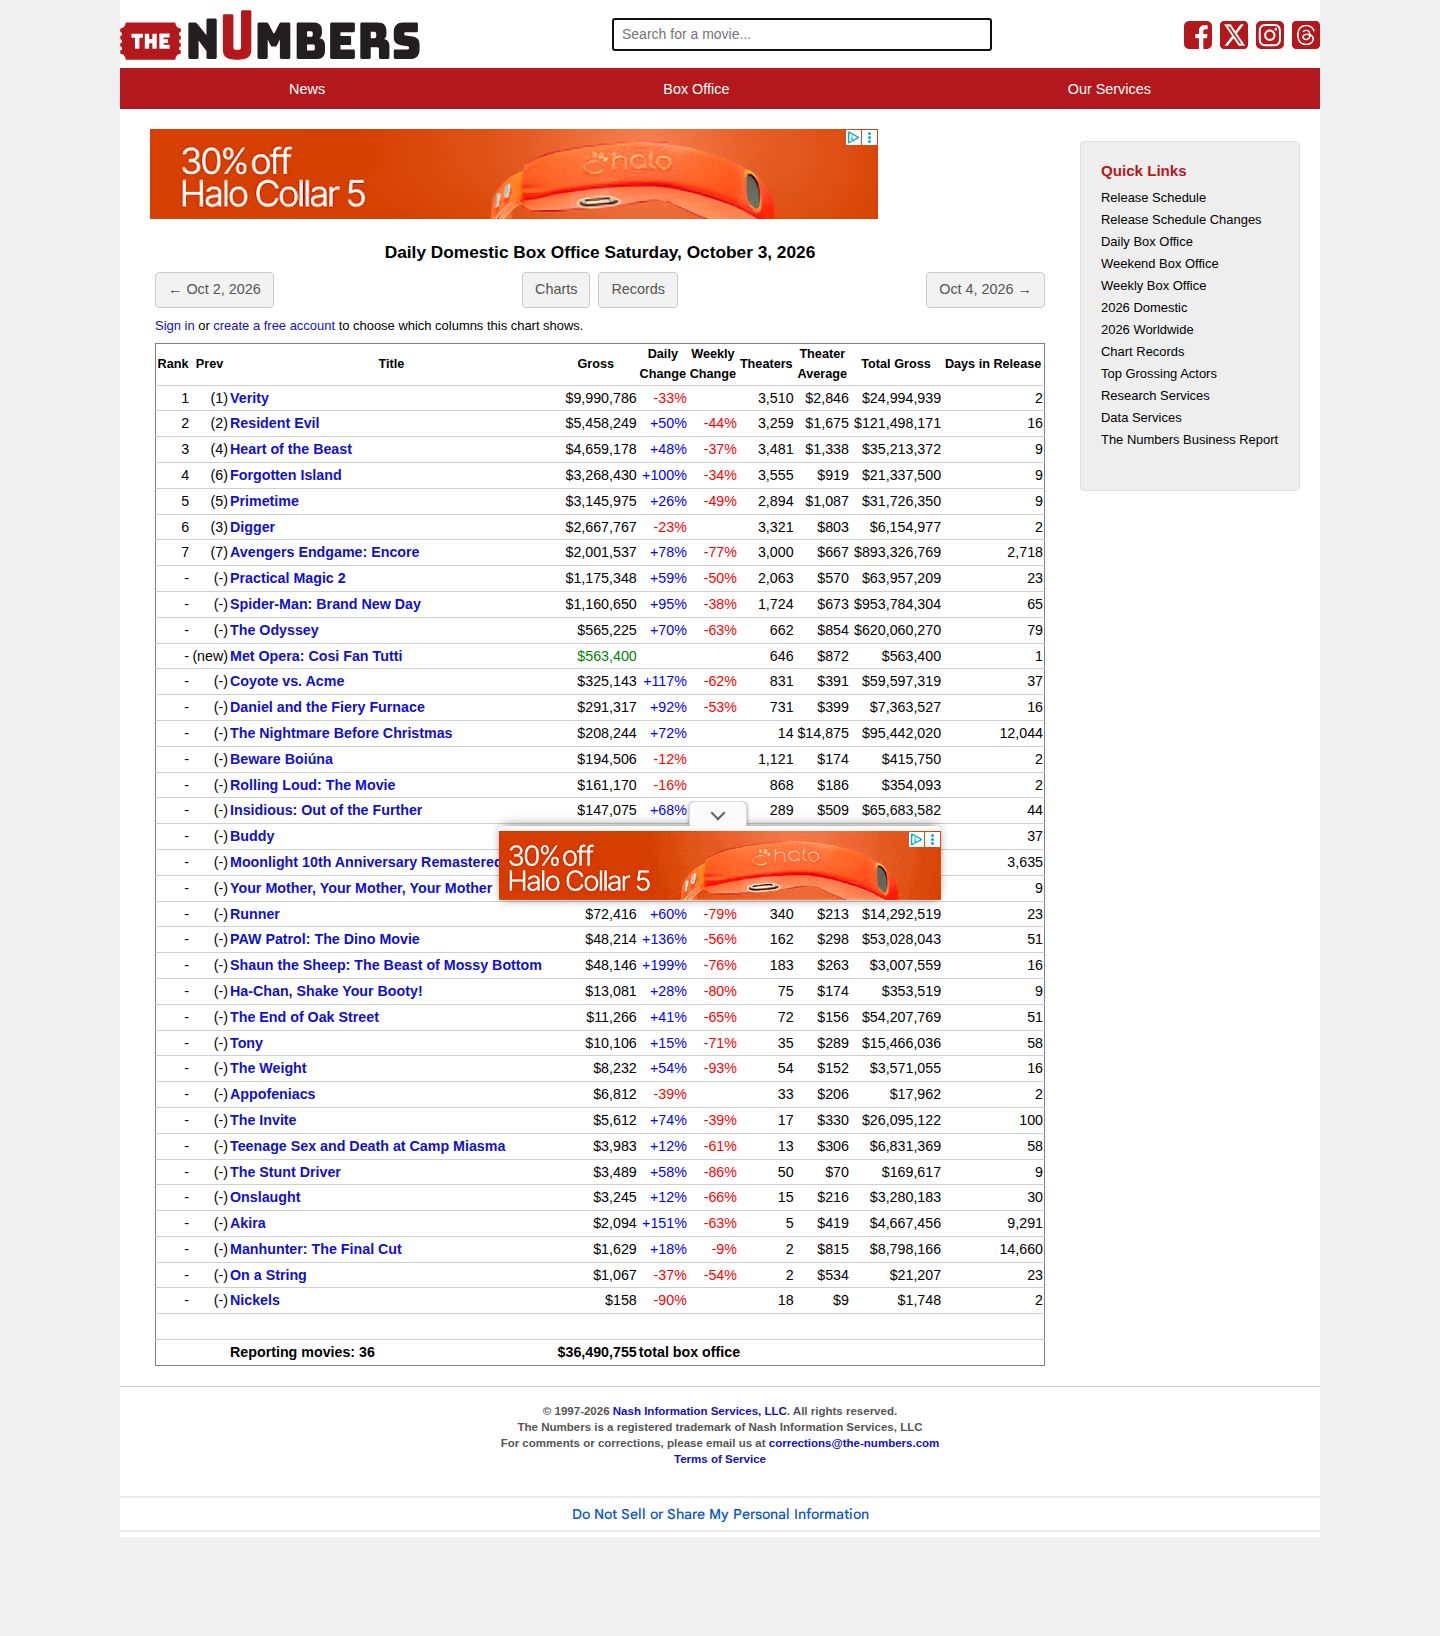 THE NUMBERS
Search for a movie...
News Box Office Our Services
30% off
Halo Collar 5
halo
Quick Links
Release Schedule
Release Schedule Changes
Daily Box Office
Weekend Box Office
Weekly Box Office
2026 Domestic
2026 Worldwide
Chart Records
Top Grossing Actors
Research Services
Data Services
The Numbers Business Report
Daily Domestic Box Office Saturday, October 3, 2026
← Oct 2, 2026 Charts Records Oct 4, 2026 →
Sign in or create a free account to choose which columns this chart shows.
Rank Prev Title Gross Daily Change Weekly Change Theaters Theater Average Total Gross Days in Release
1 (1) Verity $9,990,786 -33% 3,510 $2,846 $24,994,939 2
2 (2) Resident Evil $5,458,249 +50% -44% 3,259 $1,675 $121,498,171 16
3 (4) Heart of the Beast $4,659,178 +48% -37% 3,481 $1,338 $35,213,372 9
4 (6) Forgotten Island $3,268,430 +100% -34% 3,555 $919 $21,337,500 9
5 (5) Primetime $3,145,975 +26% -49% 2,894 $1,087 $31,726,350 9
6 (3) Digger $2,667,767 -23% 3,321 $803 $6,154,977 2
7 (7) Avengers Endgame: Encore $2,001,537 +78% -77% 3,000 $667 $893,326,769 2,718
- (-) Practical Magic 2 $1,175,348 +59% -50% 2,063 $570 $63,957,209 23
- (-) Spider-Man: Brand New Day $1,160,650 +95% -38% 1,724 $673 $953,784,304 65
- (-) The Odyssey $565,225 +70% -63% 662 $854 $620,060,270 79
- (new) Met Opera: Cosi Fan Tutti $563,400 646 $872 $563,400 1
- (-) Coyote vs. Acme $325,143 +117% -62% 831 $391 $59,597,319 37
- (-) Daniel and the Fiery Furnace $291,317 +92% -53% 731 $399 $7,363,527 16
- (-) The Nightmare Before Christmas $208,244 +72% 14 $14,875 $95,442,020 12,044
- (-) Beware Boiúna $194,506 -12% 1,121 $174 $415,750 2
- (-) Rolling Loud: The Movie $161,170 -16% 868 $186 $354,093 2
- (-) Insidious: Out of the Further $147,075 +68% 289 $509 $65,683,582 44
- (-) Buddy 37
- (-) Moonlight 10th Anniversary Remastered 3,635
- (-) Your Mother, Your Mother, Your Mother 9
30% off
Halo Collar 5
halo
- (-) Runner $72,416 +60% -79% 340 $213 $14,292,519 23
- (-) PAW Patrol: The Dino Movie $48,214 +136% -56% 162 $298 $53,028,043 51
- (-) Shaun the Sheep: The Beast of Mossy Bottom $48,146 +199% -76% 183 $263 $3,007,559 16
- (-) Ha-Chan, Shake Your Booty! $13,081 +28% -80% 75 $174 $353,519 9
- (-) The End of Oak Street $11,266 +41% -65% 72 $156 $54,207,769 51
- (-) Tony $10,106 +15% -71% 35 $289 $15,466,036 58
- (-) The Weight $8,232 +54% -93% 54 $152 $3,571,055 16
- (-) Appofeniacs $6,812 -39% 33 $206 $17,962 2
- (-) The Invite $5,612 +74% -39% 17 $330 $26,095,122 100
- (-) Teenage Sex and Death at Camp Miasma $3,983 +12% -61% 13 $306 $6,831,369 58
- (-) The Stunt Driver $3,489 +58% -86% 50 $70 $169,617 9
- (-) Onslaught $3,245 +12% -66% 15 $216 $3,280,183 30
- (-) Akira $2,094 +151% -63% 5 $419 $4,667,456 9,291
- (-) Manhunter: The Final Cut $1,629 +18% -9% 2 $815 $8,798,166 14,660
- (-) On a String $1,067 -37% -54% 2 $534 $21,207 23
- (-) Nickels $158 -90% 18 $9 $1,748 2
Reporting movies: 36 $36,490,755 total box office
© 1997-2026 Nash Information Services, LLC. All rights reserved.
The Numbers is a registered trademark of Nash Information Services, LLC
For comments or corrections, please email us at corrections@the-numbers.com
Terms of Service
Do Not Sell or Share My Personal Information